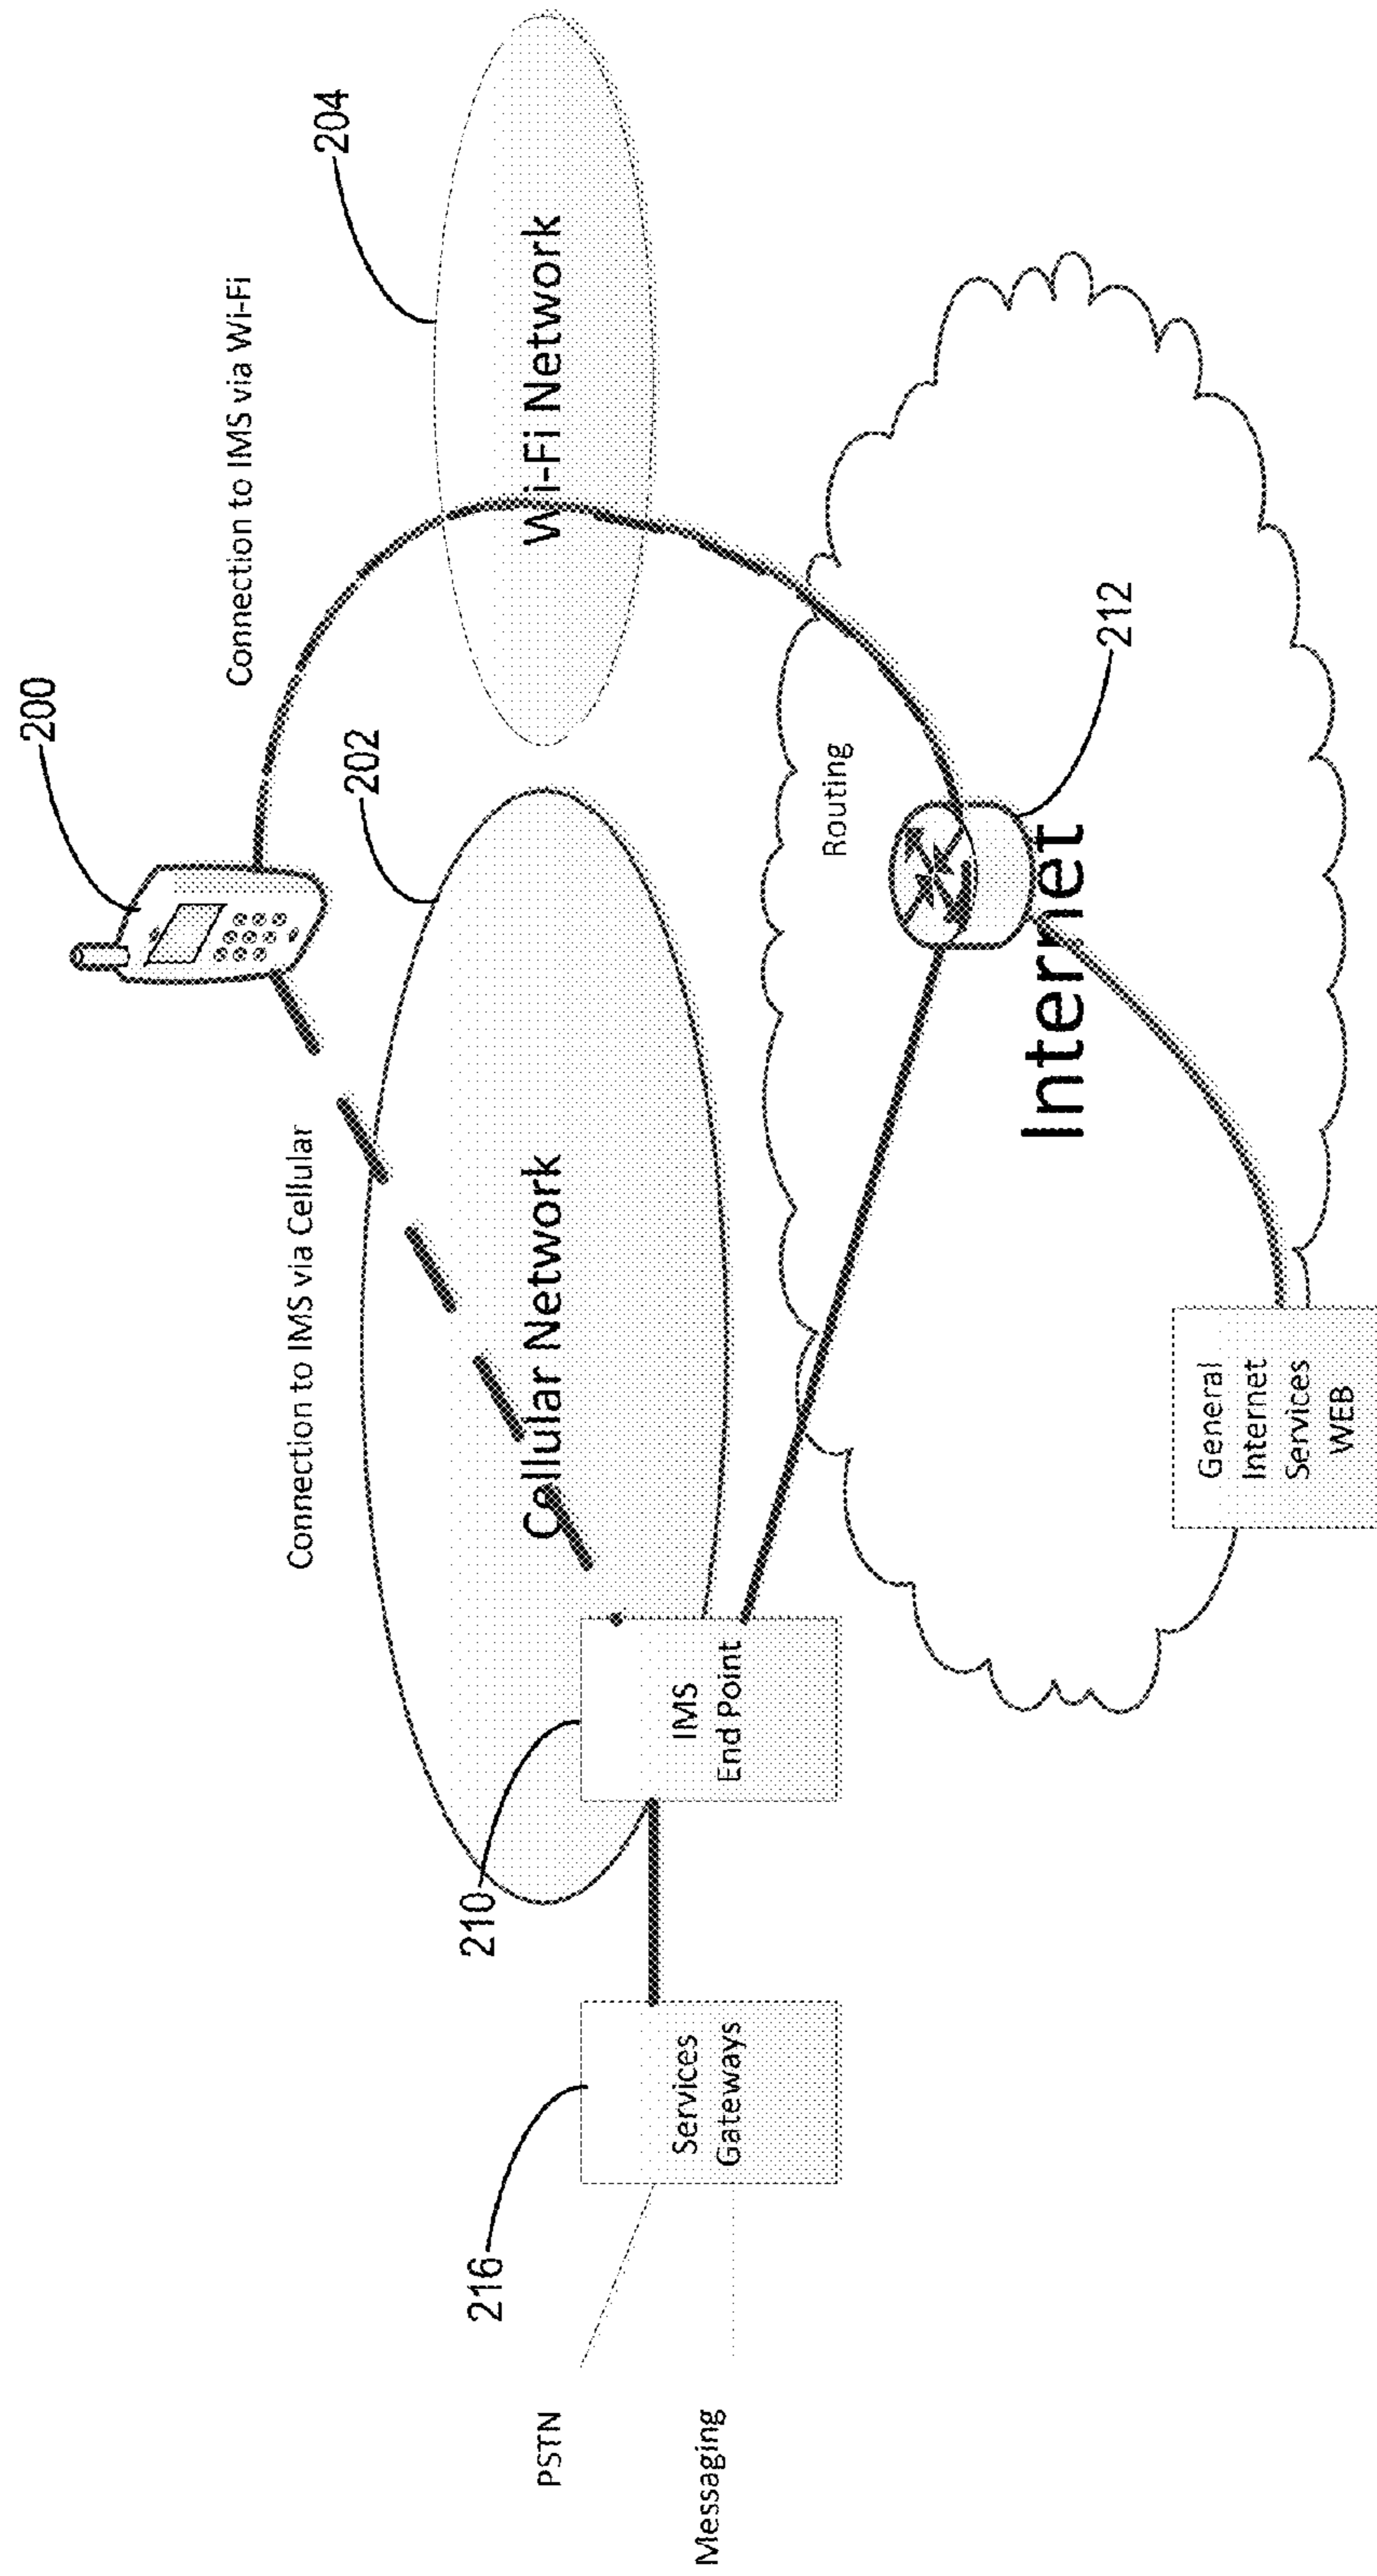 200
Connection to IMS via Wi-Fi
Connection to IMS via Cellular
204
202
216
210
PSTN
Cellular Network
Wi-Fi Network
Services
Gateways
IMS
End Point
Messaging
Routing
Internet
212
General
Internet
Services
WEB